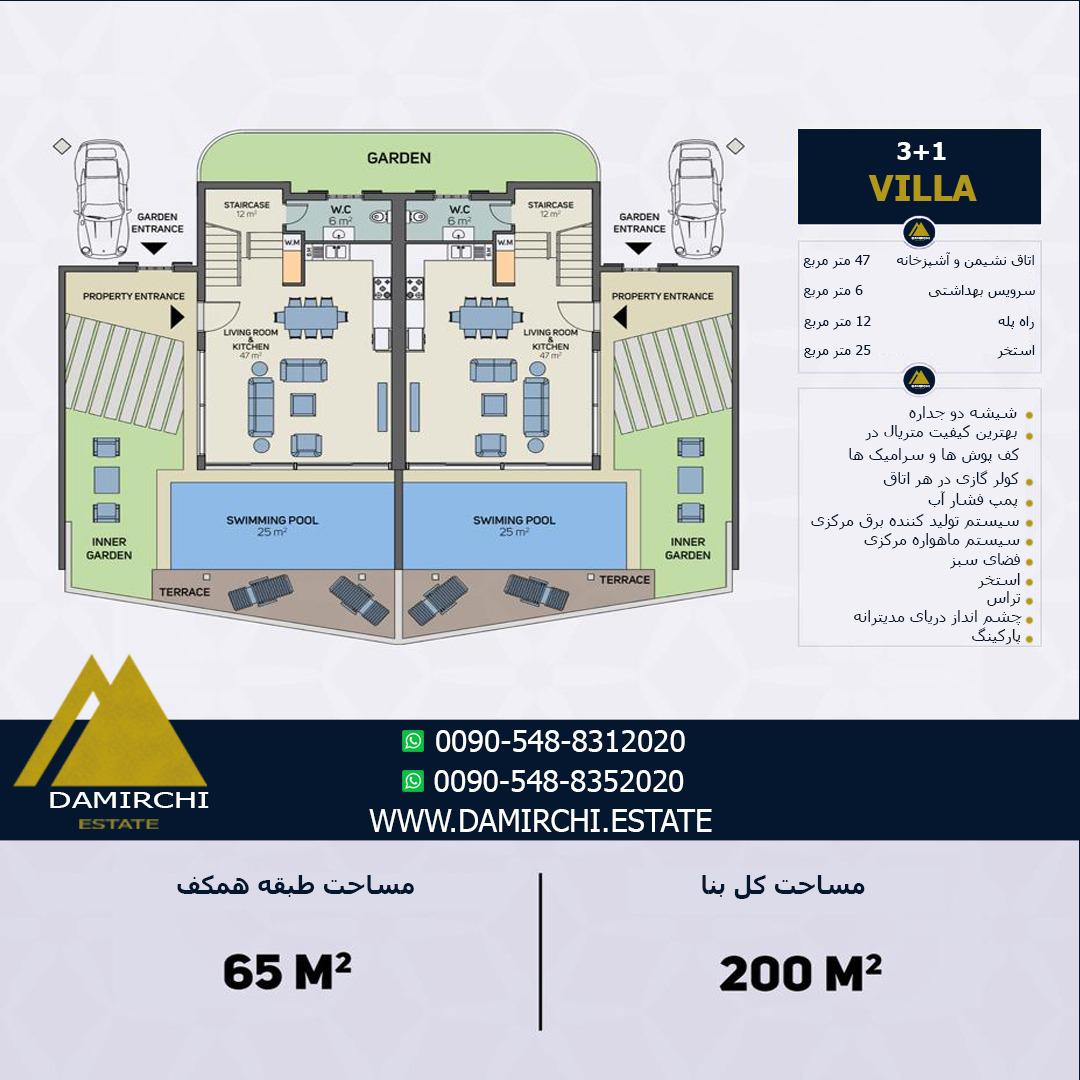 GARDEN
STAIRCASE
12 m²
W.C
6 m²
W.C
6 m²
STAIRCASE
12 m²
GARDEN
ENTRANCE
GARDEN
ENTRANCE
W.M
W.M
PROPERTY ENTRANCE
PROPERTY ENTRANCE
LIVING ROOM
&
KITCHEN
47 m²
LIVING ROOM
&
KITCHEN
47 m²
SWIMMING POOL
25 m²
SWIMING POOL
25 m²
INNER
GARDEN
INNER
GARDEN
TERRACE
TERRACE
3+1
VILLA
اتاق نشیمن و آشپزخانه 47 متر مربع
سرویس بهداشتی 6 متر مربع
راه پله 12 متر مربع
استخر 25 متر مربع
شیشه دو جداره
بهترین کیفیت متریال در
کف پوش ها و سرامیک ها
کولر گازی در هر اتاق
پمپ فشار آب
سیستم تولید کننده برق مرکزی
سیستم ماهواره مرکزی
فضای سبز
استخر
تراس
چشم انداز دریای مدیترانه
پارکینگ
DAMIRCHI
ESTATE
0090-548-8312020
0090-548-8352020
WWW.DAMIRCHI.ESTATE
مساحت کل بنا
200 M²
مساحت طبقه همکف
65 M²